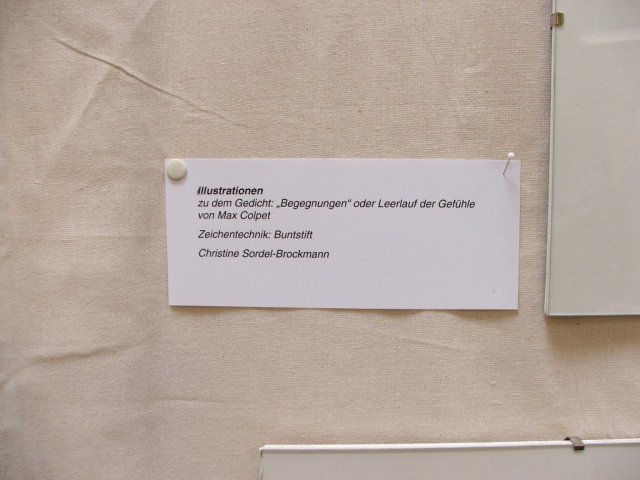 Illustrationen
zu dem Gedicht: „Begegnungen“ oder Leerlauf der Gefühle
von Max Colpet
Zeichentechnik: Buntstift
Christine Sordel-Brockmann